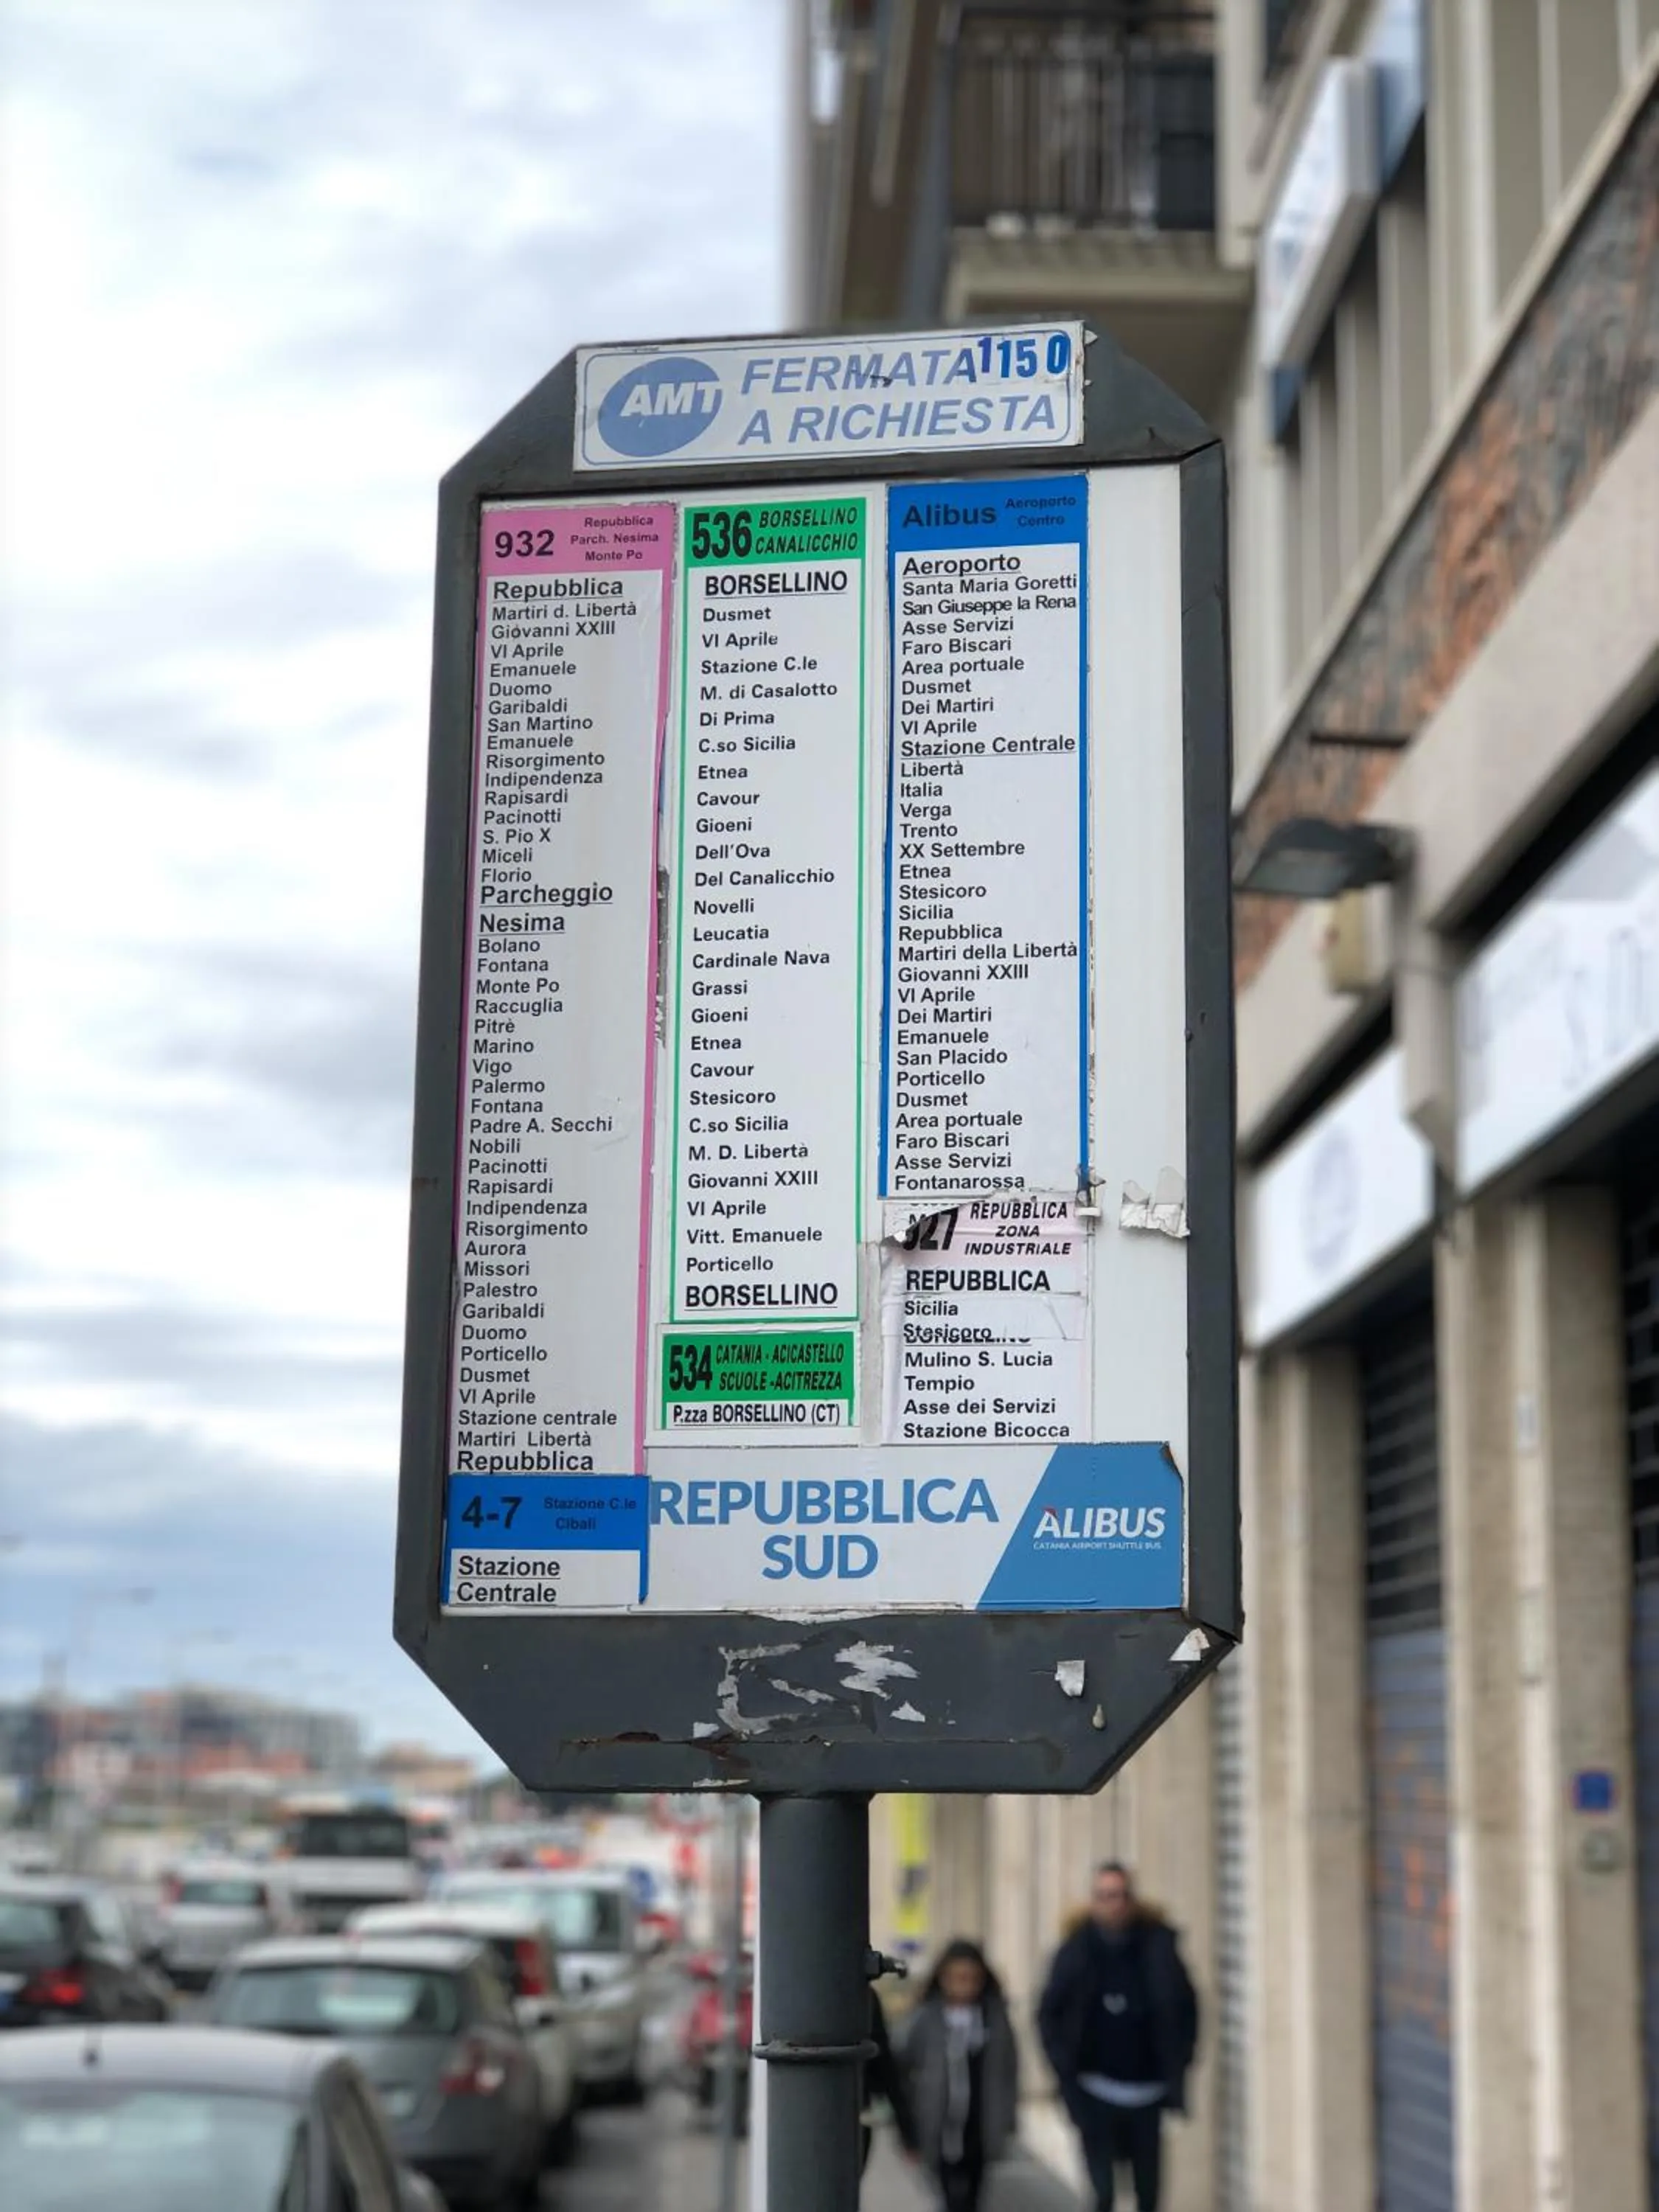 AMT
FERMATA 1150
A RICHIESTA
932
Repubblica
Parch. Nesima
Monte Po
Repubblica
Martiri d. Libertà
Giovanni XXIII
VI Aprile
Emanuele
Duomo
Garibaldi
San Martino
Emanuele
Risorgimento
Indipendenza
Rapisardi
Pacinotti
S. Pio X
Miceli
Florio
Parcheggio
Nesima
Bolano
Fontana
Monte Po
Raccuglia
Pitrè
Marino
Vigo
Palermo
Fontana
Padre A. Secchi
Nobili
Pacinotti
Rapisardi
Indipendenza
Risorgimento
Aurora
Missori
Palestro
Garibaldi
Duomo
Porticello
Dusmet
VI Aprile
Stazione centrale
Martiri Libertà
Repubblica
4-7
Stazione C.le
Cibali
Stazione
Centrale
536
BORSELLINO
CANALICCHIO
BORSELLINO
Dusmet
VI Aprile
Stazione C.le
M. di Casalotto
Di Prima
C.so Sicilia
Etnea
Cavour
Gioeni
Dell'Ova
Del Canalicchio
Novelli
Leucatia
Cardinale Nava
Grassi
Gioeni
Etnea
Cavour
Stesicoro
C.so Sicilia
M. D. Libertà
Giovanni XXIII
VI Aprile
Vitt. Emanuele
Porticello
BORSELLINO
534
CATANIA - ACICASTELLO
SCUOLE -ACITREZZA
P.zza BORSELLINO (CT)
Alibus
Aeroporto
Centro
Aeroporto
Santa Maria Goretti
San Giuseppe la Rena
Asse Servizi
Faro Biscari
Area portuale
Dusmet
Dei Martiri
VI Aprile
Stazione Centrale
Libertà
Italia
Verga
Trento
XX Settembre
Etnea
Stesicoro
Sicilia
Repubblica
Martiri della Libertà
Giovanni XXIII
VI Aprile
Dei Martiri
Emanuele
San Placido
Porticello
Dusmet
Area portuale
Faro Biscari
Asse Servizi
Fontanarossa
REPUBBLICA
ZONA
INDUSTRIALE
REPUBBLICA
Sicilia
Stesicoro
Mulino S. Lucia
Tempio
Asse dei Servizi
Stazione Bicocca
REPUBBLICA
SUD
ALIBUS
CATANIA AIRPORT SHUTTLE BUS